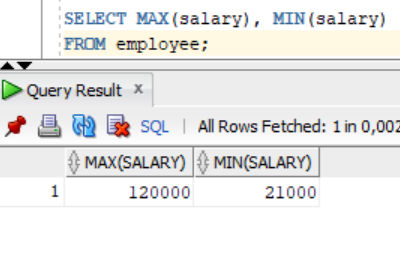 SELECT MAX(salary), MIN(salary)
FROM employee;
Query Result x
SQL | All Rows Fetched: 1 in 0,002
MAX(SALARY) MIN(SALARY)
1 120000 21000